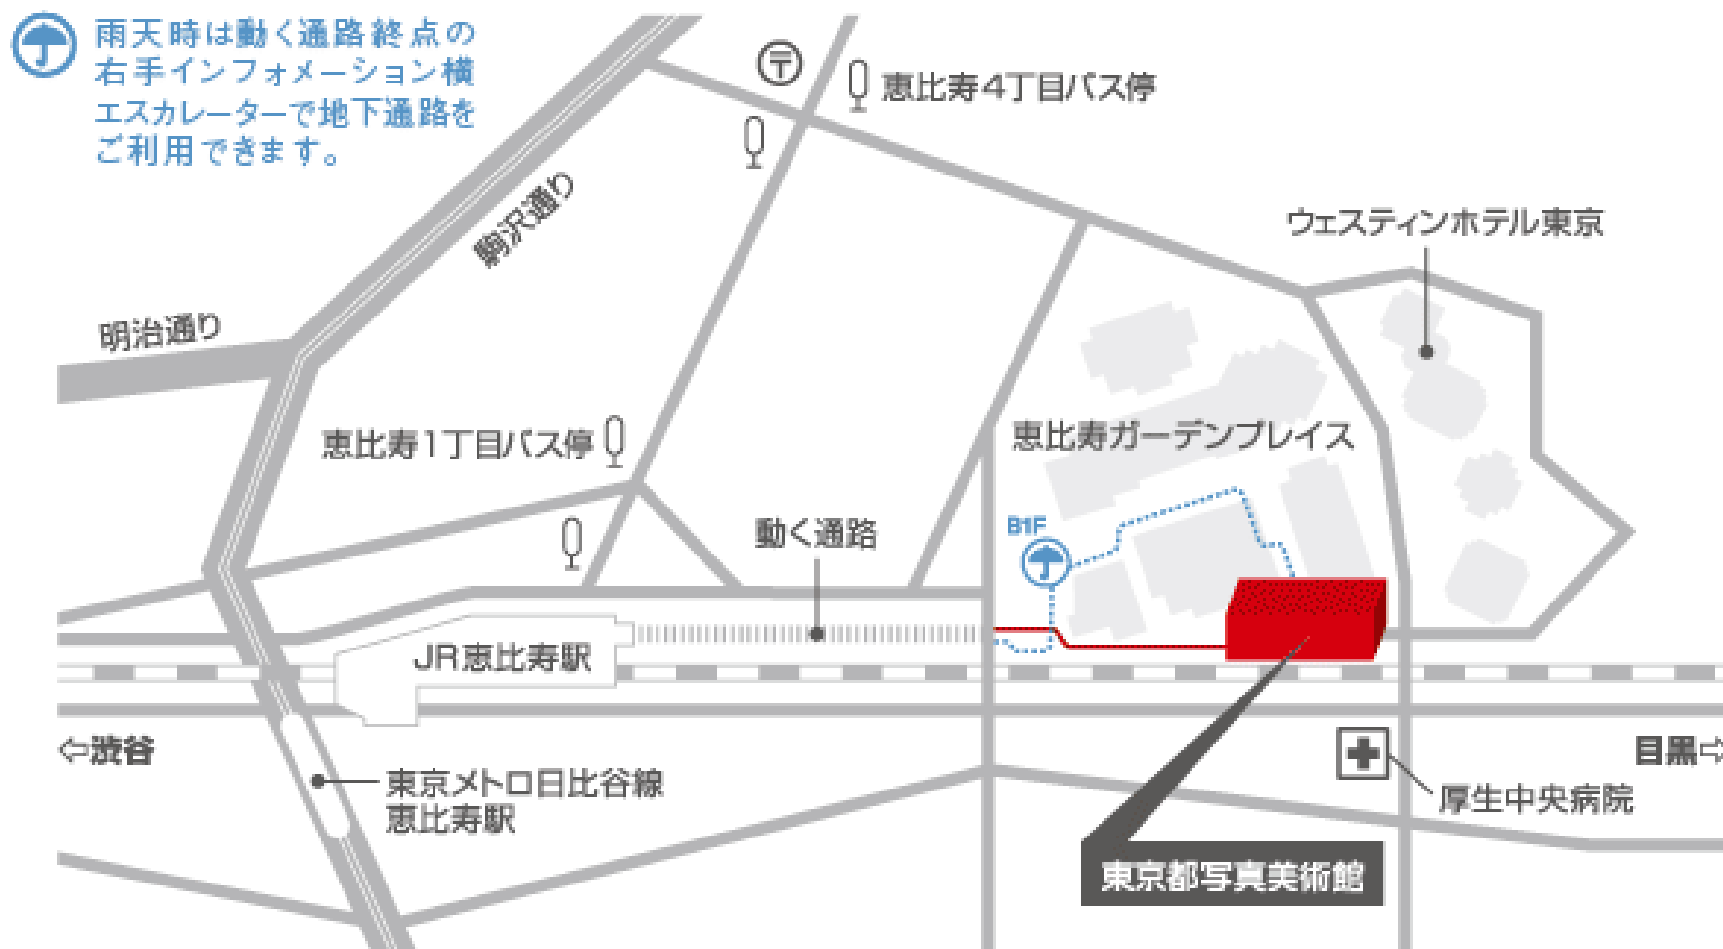 雨天時は動く通路終点の
右手インフォメーション横
エスカレーターで地下通路を
ご利用できます。
恵比寿4丁目バス停
駒沢通り
ウェスティンホテル東京
明治通り
恵比寿1丁目バス停
恵比寿ガーデンプレイス
B1F
動く通路
JR恵比寿駅
⇦渋谷
目黒⇨
東京メトロ日比谷線
恵比寿駅
厚生中央病院
東京都写真美術館